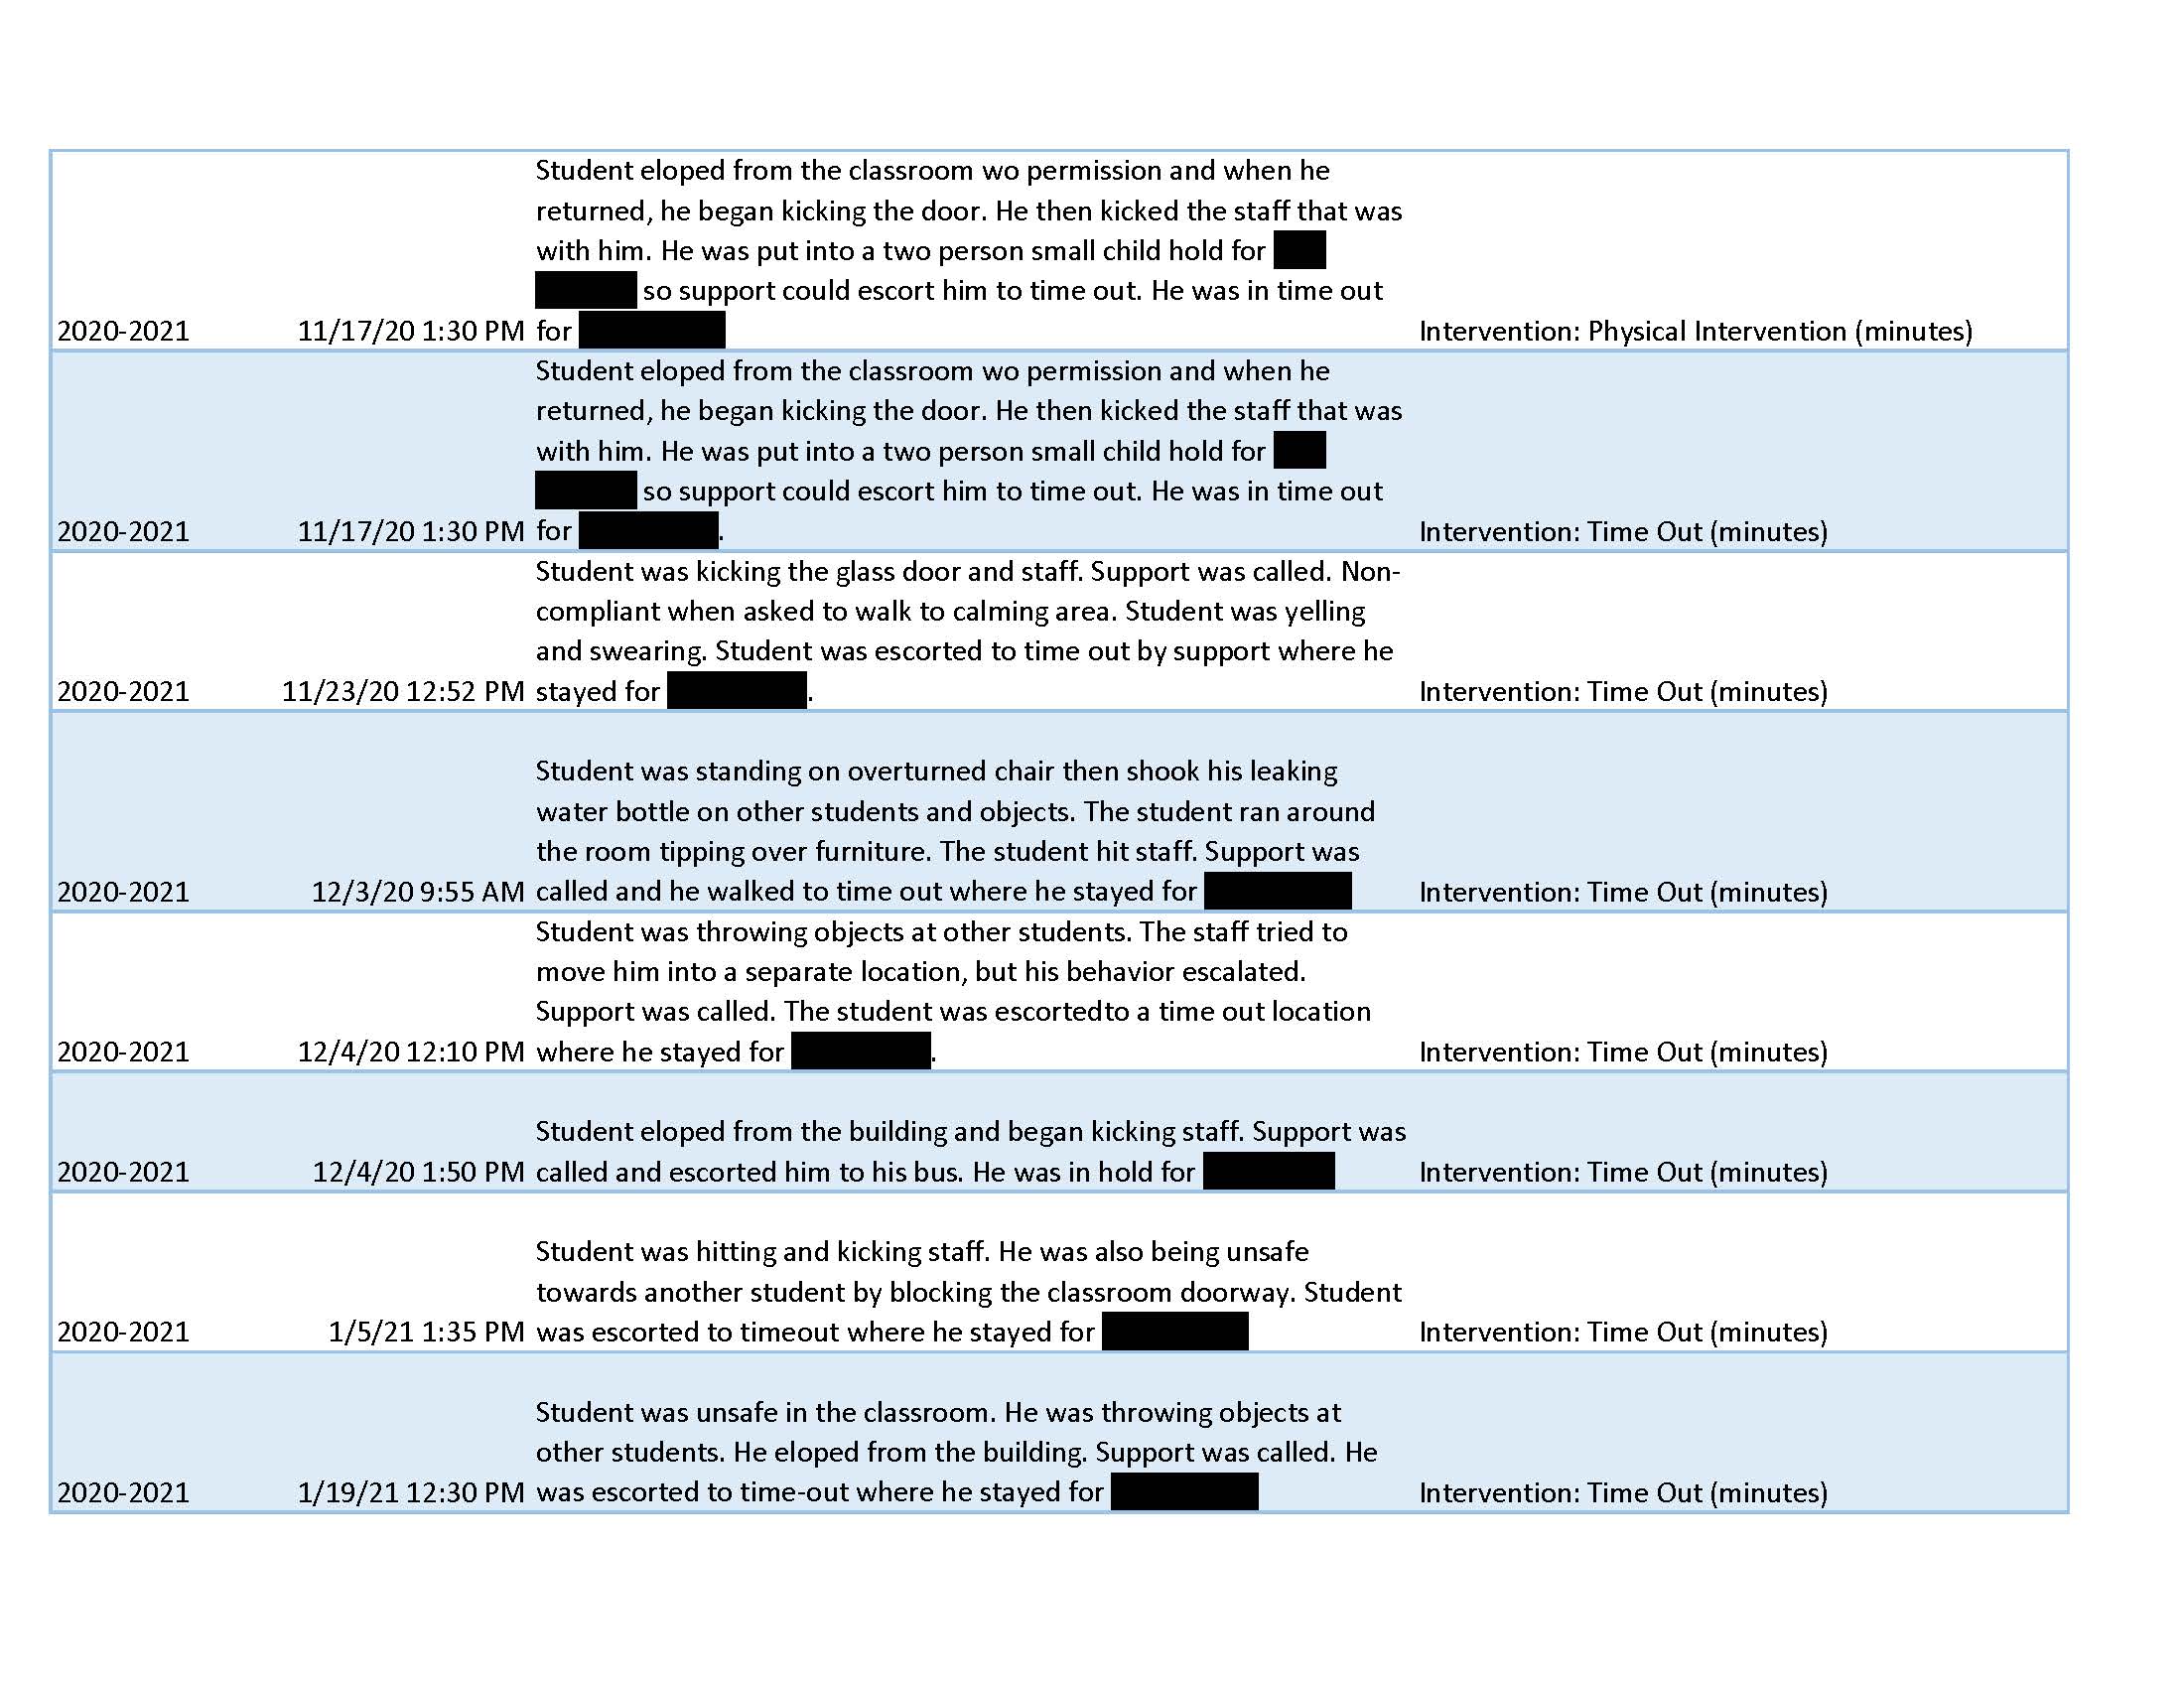 Student eloped from the classroom wo permission and when he
returned, he began kicking the door. He then kicked the staff that was
with him. He was put into a two person small child hold for
so support could escort him to time out. He was in time out
2020-2021 11/17/20 1:30 PM for Intervention: Physical Intervention (minutes)
Student eloped from the classroom wo permission and when he
returned, he began kicking the door. He then kicked the staff that was
with him. He was put into a two person small child hold for
so support could escort him to time out. He was in time out
2020-2021 11/17/20 1:30 PM for . Intervention: Time Out (minutes)
Student was kicking the glass door and staff. Support was called. Non-
compliant when asked to walk to calming area. Student was yelling
and swearing. Student was escorted to time out by support where he
2020-2021 11/23/20 12:52 PM stayed for . Intervention: Time Out (minutes)
Student was standing on overturned chair then shook his leaking
water bottle on other students and objects. The student ran around
the room tipping over furniture. The student hit staff. Support was
2020-2021 12/3/20 9:55 AM called and he walked to time out where he stayed for Intervention: Time Out (minutes)
Student was throwing objects at other students. The staff tried to
move him into a separate location, but his behavior escalated.
Support was called. The student was escortedto a time out location
2020-2021 12/4/20 12:10 PM where he stayed for . Intervention: Time Out (minutes)
Student eloped from the building and began kicking staff. Support was
2020-2021 12/4/20 1:50 PM called and escorted him to his bus. He was in hold for Intervention: Time Out (minutes)
Student was hitting and kicking staff. He was also being unsafe
towards another student by blocking the classroom doorway. Student
2020-2021 1/5/21 1:35 PM was escorted to timeout where he stayed for Intervention: Time Out (minutes)
Student was unsafe in the classroom. He was throwing objects at
other students. He eloped from the building. Support was called. He
2020-2021 1/19/21 12:30 PM was escorted to time-out where he stayed for Intervention: Time Out (minutes)